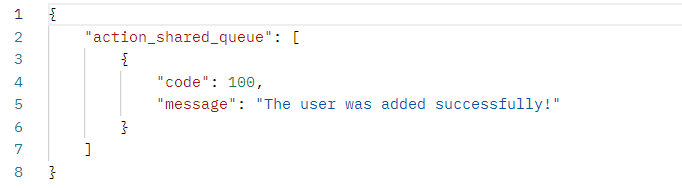 1 {
2 "action_shared_queue": [
3 {
4 "code": 100,
5 "message": "The user was added successfully!"
6 }
7 ]
8 }